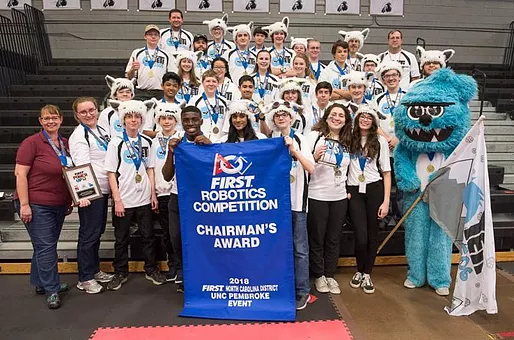 FIRST
ROBOTICS
COMPETITION
CHAIRMAN'S
AWARD
2018
FIRST NORTH CAROLINA DISTRICT
UNC PEMBROKE
EVENT